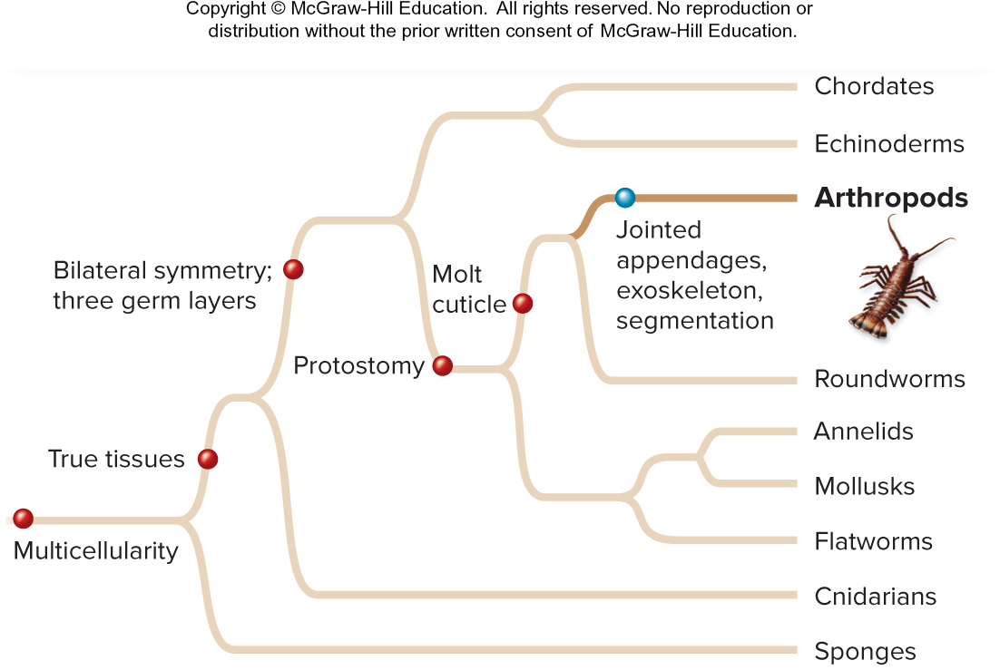 Copyright © McGraw-Hill Education. All rights reserved. No reproduction or
distribution without the prior written consent of McGraw-Hill Education.
Chordates
Echinoderms
Arthropods
Jointed
appendages,
exoskeleton,
segmentation
Bilateral symmetry;
three germ layers
Molt
cuticle
Protostomy
Roundworms
Annelids
True tissues
Mollusks
Multicellularity
Flatworms
Cnidarians
Sponges